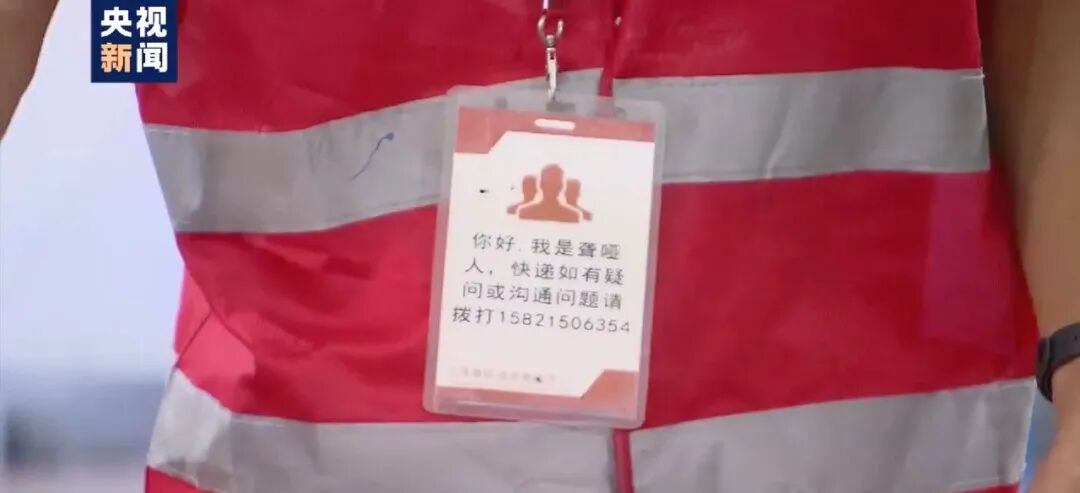 央视
新闻
你好.我是聋哑
人，快递如有疑
问或沟通问题请
拨打15821506354